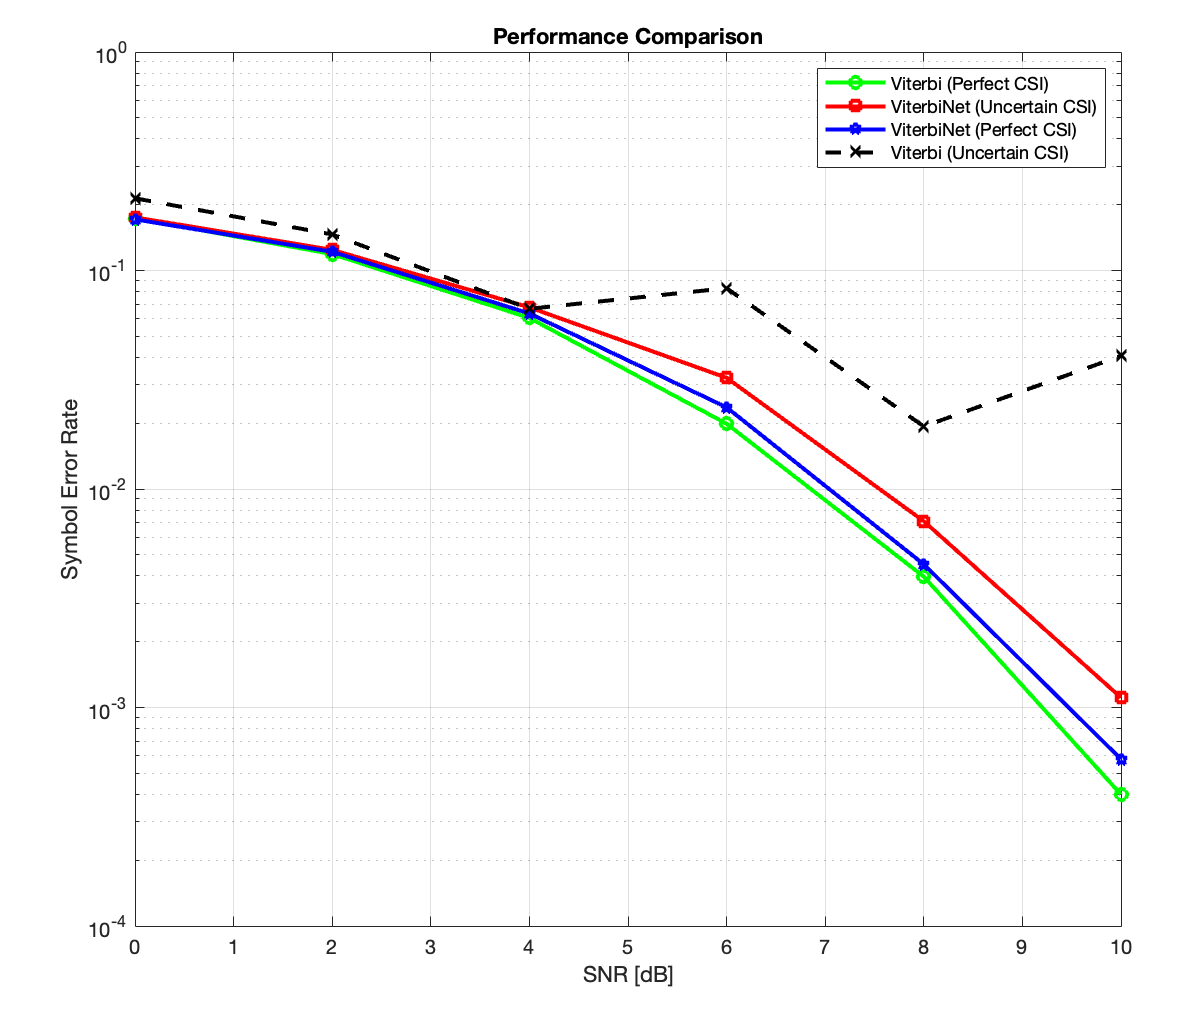 Performance Comparison
10^0
Viterbi (Perfect CSI)
ViterbiNet (Uncertain CSI)
ViterbiNet (Perfect CSI)
Viterbi (Uncertain CSI)
10^-1
Symbol Error Rate
10^-2
10^-3
10^-4
0 1 2 3 4 5 6 7 8 9 10
SNR [dB]